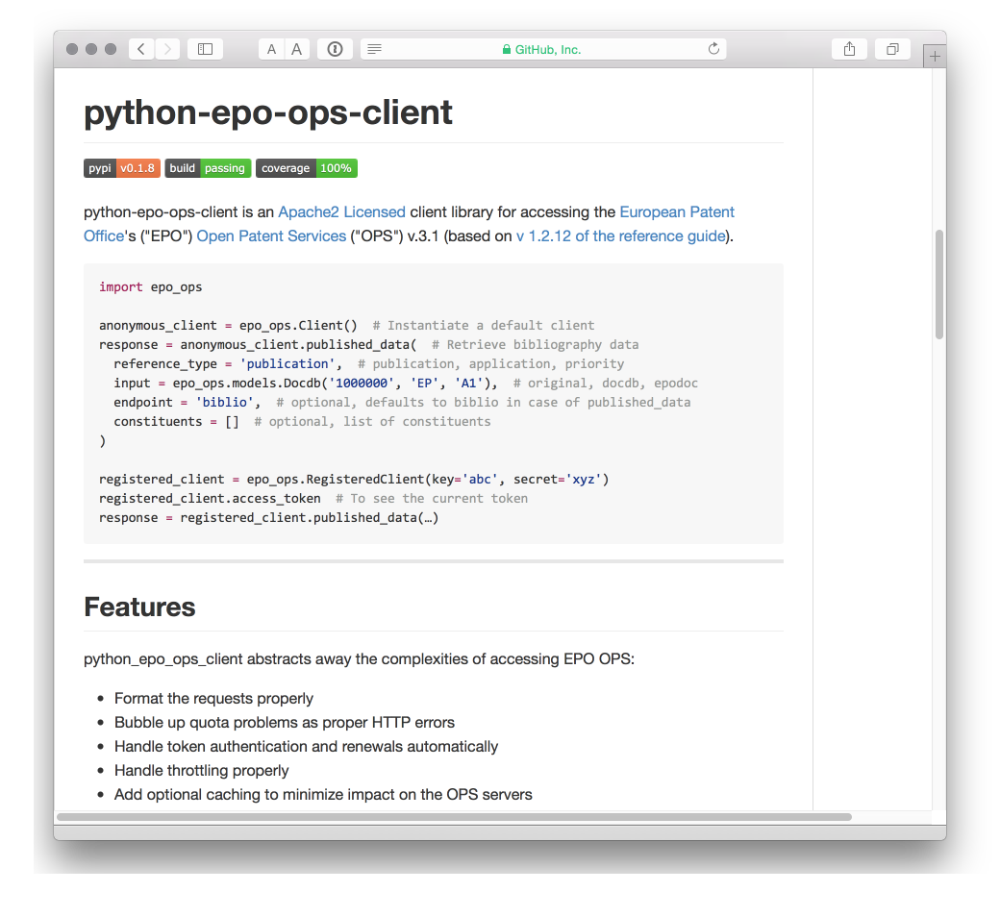 A A
GitHub, Inc.
python-epo-ops-client
pypi v0.1.8 build passing coverage 100%
python-epo-ops-client is an Apache2 Licensed client library for accessing the European Patent
Office's ("EPO") Open Patent Services ("OPS") v.3.1 (based on v 1.2.12 of the reference guide).
import epo_ops
anonymous_client = epo_ops.Client()  # Instantiate a default client
response = anonymous_client.published_data(  # Retrieve bibliography data
  reference_type = 'publication',  # publication, application, priority
  input = epo_ops.models.Docdb('1000000', 'EP', 'A1'),  # original, docdb, epodoc
  endpoint = 'biblio',  # optional, defaults to biblio in case of published_data
  constituents = []  # optional, list of constituents
)
registered_client = epo_ops.RegisteredClient(key='abc', secret='xyz')
registered_client.access_token  # To see the current token
response = registered_client.published_data(…)
Features
python_epo_ops_client abstracts away the complexities of accessing EPO OPS:
• Format the requests properly
• Bubble up quota problems as proper HTTP errors
• Handle token authentication and renewals automatically
• Handle throttling properly
• Add optional caching to minimize impact on the OPS servers